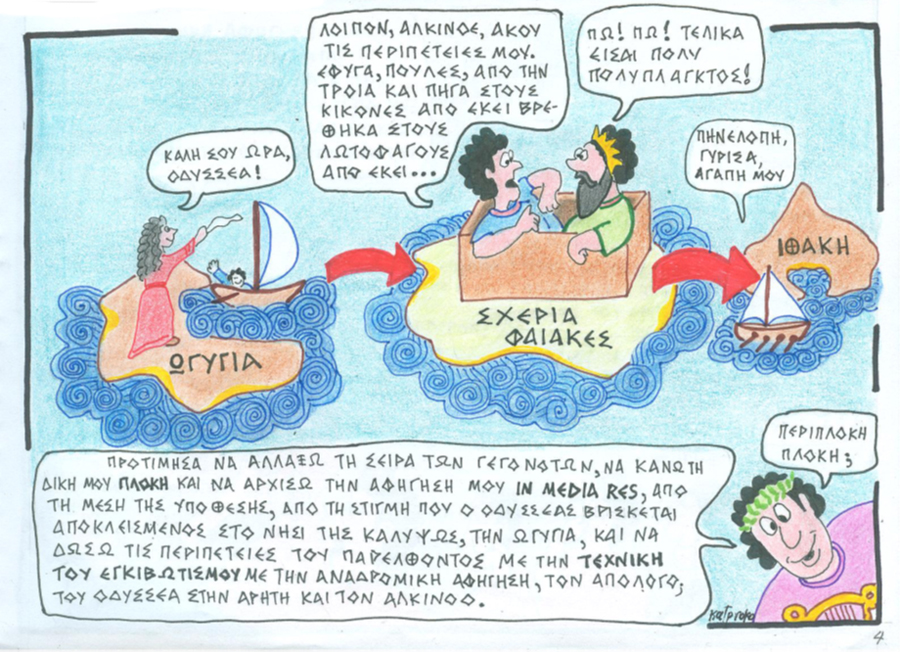 ΚΑΛΗ ΣΟΥ ΩΡΑ,
ΟΔΥΣΣΕΑ!
ΛΟΙΠΟΝ, ΑΛΚΙΝΟΕ, ΑΚΟΥ
ΤΙΣ ΠΕΡΙΠΕΤΕΙΕΣ ΜΟΥ.
ΕΦΥΓΑ, ΠΟΥΛΕΣ, ΑΠΟ ΤΗΝ
ΤΡΟΙΑ ΚΑΙ ΠΗΓΑ ΣΤΟΥΣ
ΚΙΚΟΝΕΣ ΑΠΟ ΕΚΕΙ ΒΡΕ-
ΘΗΚΑ ΣΤΟΥΣ
ΛΩΤΟΦΑΓΟΥΣ
ΑΠΟ ΕΚΕΙ...
ΠΩ! ΠΩ! ΤΕΛΙΚΑ
ΕΙΣΑΙ ΠΟΛΥ
ΠΟΛΥΠΛΑΓΚΤΟΣ!
ΠΗΝΕΛΟΠΗ,
ΓΥΡΙΣΑ,
ΑΓΑΠΗ ΜΟΥ
ΩΓΥΓΙΑ
ΣΧΕΡΙΑ
ΦΑΙΑΚΕΣ
ΙΘΑΚΗ
ΠΡΟΤΙΜΗΣΑ ΝΑ ΑΛΛΑΞΩ ΤΗ ΣΕΙΡΑ ΤΩΝ ΓΕΓΟΝΟΤΩΝ, ΝΑ ΚΑΝΩ ΤΗ
ΔΙΚΗ ΜΟΥ ΠΛΟΚΗ ΚΑΙ ΝΑ ΑΡΧΙΣΩ ΤΗΝ ΑΦΗΓΗΣΗ ΜΟΥ IN MEDIA RES, ΑΠΟ
ΤΗ ΜΕΣΗ ΤΗΣ ΥΠΟΘΕΣΗΣ, ΑΠΟ ΤΗ ΣΤΙΓΜΗ ΠΟΥ Ο ΟΔΥΣΣΕΑΣ ΒΡΙΣΚΕΤΑΙ
ΑΠΟΚΛΕΙΣΜΕΝΟΣ ΣΤΟ ΝΗΣΙ ΤΗΣ ΚΑΛΥΨΩΣ, ΤΗΝ ΩΓΥΓΙΑ, ΚΑΙ ΝΑ
ΔΩΣΩ ΤΙΣ ΠΕΡΙΠΕΤΕΙΕΣ ΤΟΥ ΠΑΡΕΛΘΟΝΤΟΣ ΜΕ ΤΗΝ ΤΕΧΝΙΚΗ
ΤΟΥ ΕΓΚΙΒΩΤΙΣΜΟΥ ΜΕ ΤΗΝ ΑΝΑΔΡΟΜΙΚΗ ΑΦΗΓΗΣΗ, ΤΟΝ ΑΠΟΛΟΓΟ;
ΤΟΥ ΟΔΥΣΣΕΑ ΣΤΗΝ ΑΡΗΤΗ ΚΑΙ ΤΟΝ ΑΛΚΙΝΟΟ.
ΠΕΡΙΠΛΟΚΗ
ΠΛΟΚΗ;
4